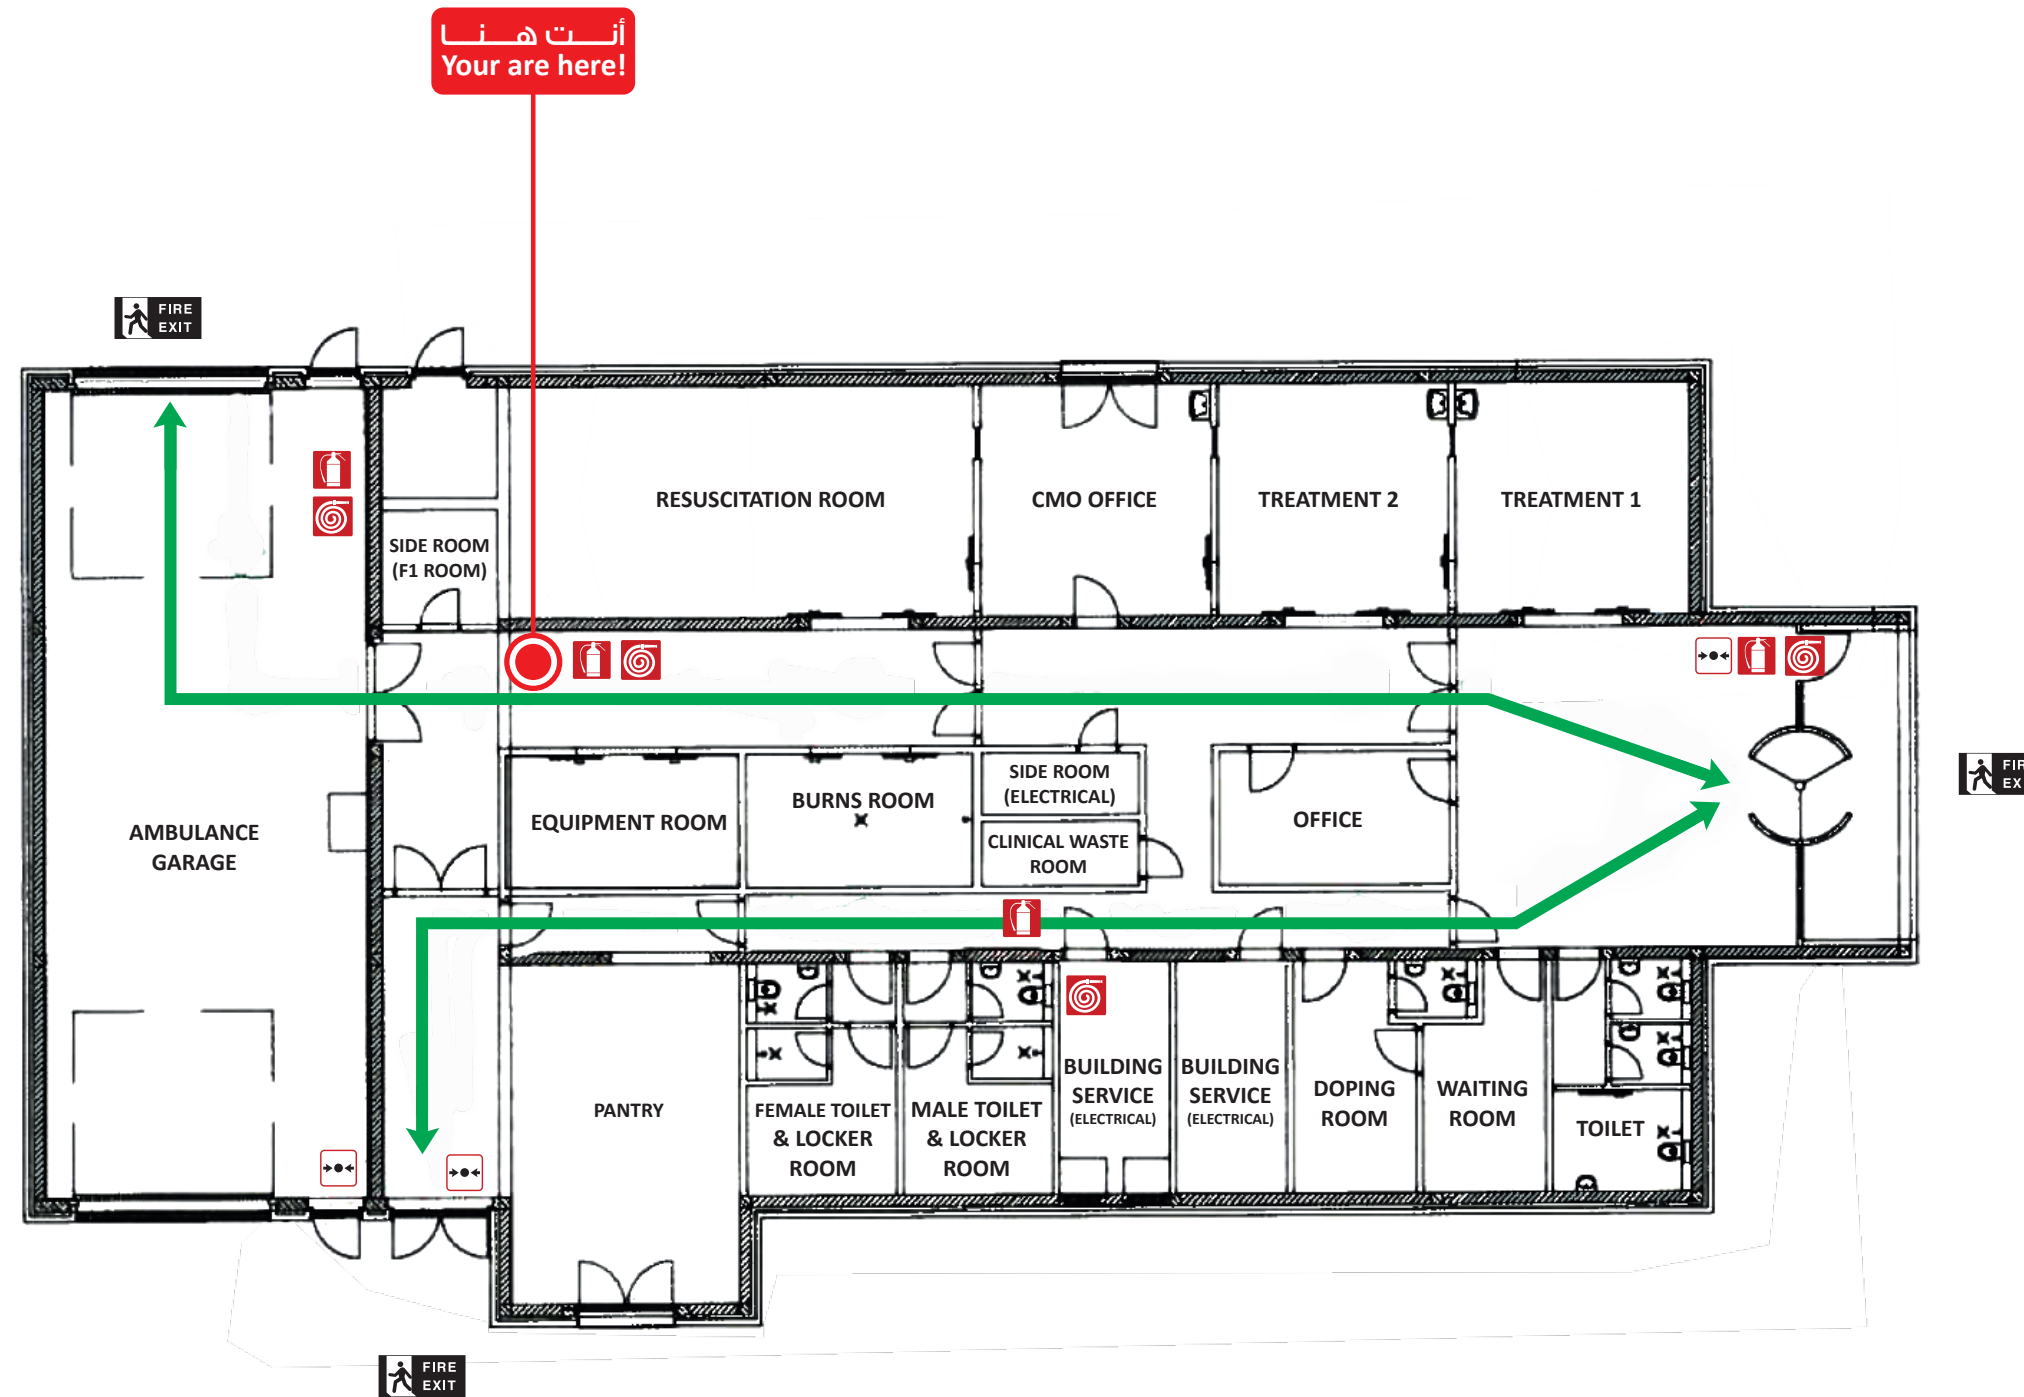 أنــت هــنــا
Your are here!
FIRE
EXIT
RESUSCITATION ROOM
CMO OFFICE
TREATMENT 2
TREATMENT 1
SIDE ROOM
(F1 ROOM)
AMBULANCE
GARAGE
EQUIPMENT ROOM
BURNS ROOM
SIDE ROOM
(ELECTRICAL)
CLINICAL WASTE
ROOM
OFFICE
FIR
EX
PANTRY
FEMALE TOILET
& LOCKER
ROOM
MALE TOILET
& LOCKER
ROOM
BUILDING
SERVICE
(ELECTRICAL)
BUILDING
SERVICE
(ELECTRICAL)
DOPING
ROOM
WAITING
ROOM
TOILET
FIRE
EXIT